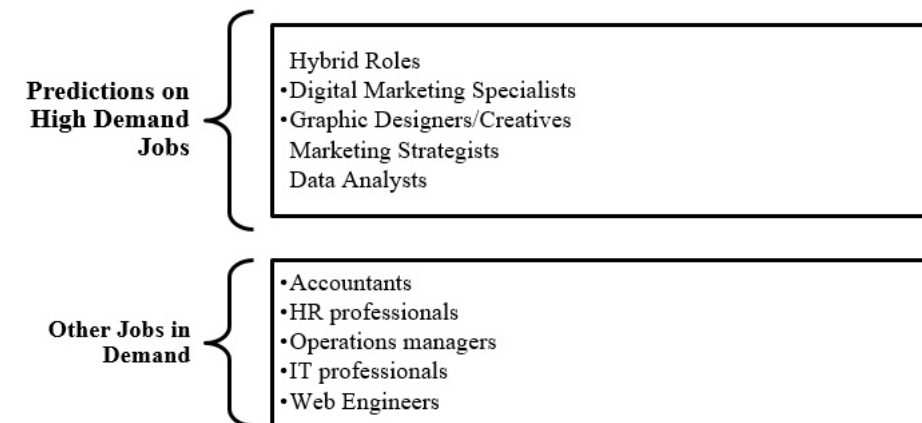 Predictions on
High Demand
Jobs
Hybrid Roles
•Digital Marketing Specialists
•Graphic Designers/Creatives
Marketing Strategists
Data Analysts
Other Jobs in
Demand
•Accountants
•HR professionals
•Operations managers
•IT professionals
•Web Engineers